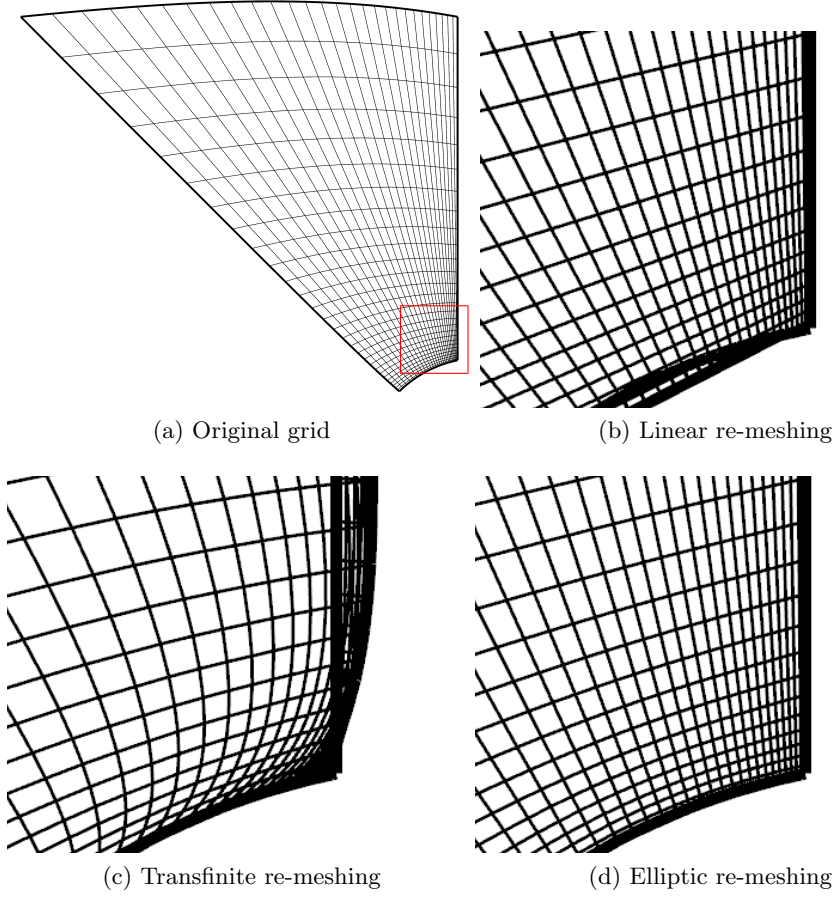 (a) Original grid
(b) Linear re-meshing
(c) Transfinite re-meshing
(d) Elliptic re-meshing